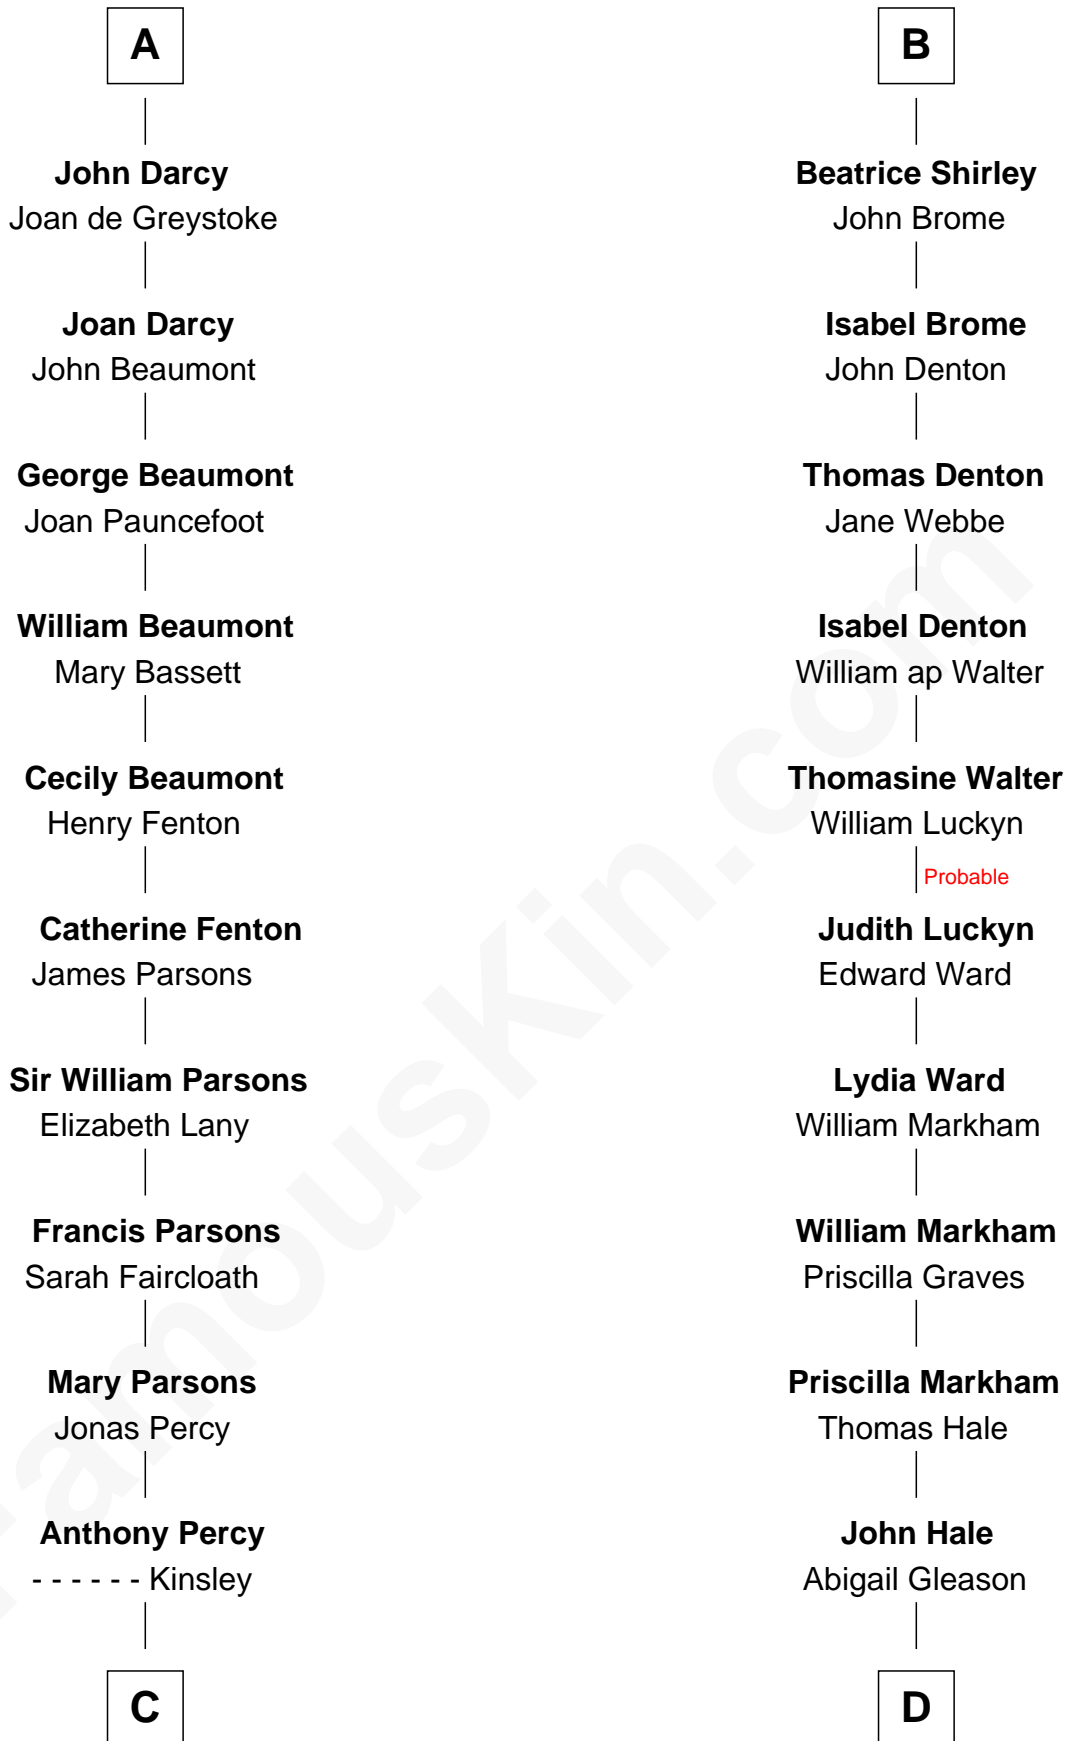 A
John Darcy
Joan de Greystoke
Joan Darcy
John Beaumont
George Beaumont
Joan Pauncefoot
William Beaumont
Mary Bassett
Cecily Beaumont
Henry Fenton
Catherine Fenton
James Parsons
Sir William Parsons
Elizabeth Lany
Francis Parsons
Sarah Faircloath
Mary Parsons
Jonas Percy
Anthony Percy
- - - - - - Kinsley
C
B
Beatrice Shirley
John Brome
Isabel Brome
John Denton
Thomas Denton
Jane Webbe
Isabel Denton
William ap Walter
Thomasine Walter
William Luckyn
Probable
Judith Luckyn
Edward Ward
Lydia Ward
William Markham
William Markham
Priscilla Graves
Priscilla Markham
Thomas Hale
John Hale
Abigail Gleason
D
FamousKin.com